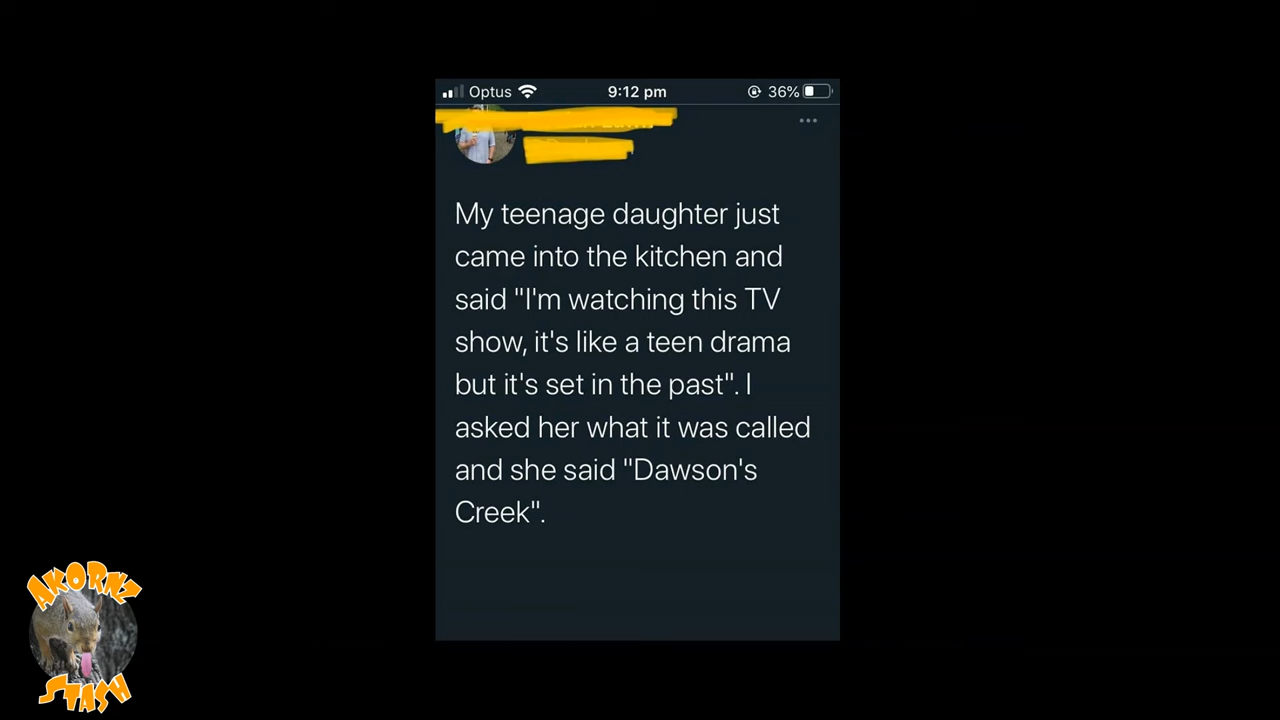 Optus 9:12 pm 36%
My teenage daughter just
came into the kitchen and
said "I'm watching this TV
show, it's like a teen drama
but it's set in the past". I
asked her what it was called
and she said "Dawson's
Creek".
AKORNZ
STASH